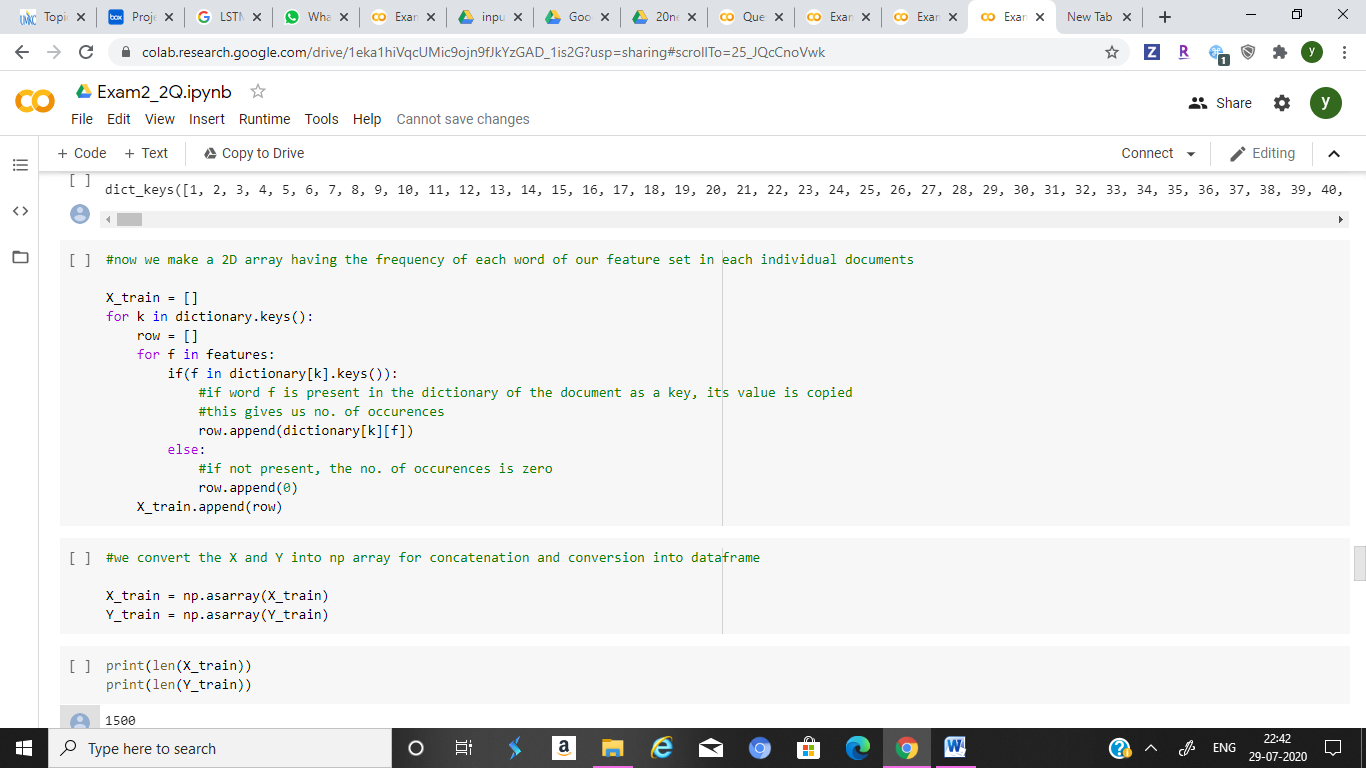 Topi
Proj
LSTM
Wha
Exan
inpu
Goo
20ne
Que
Exar
Exan
Exan
New Tab
colab.research.google.com/drive/1eka1hiVqcUMic9ojn9fJkYzGAD_1is2G?usp=sharing#scrollTo=25_JQcCnoVwk
Exam2_2Q.ipynb
Share
File Edit View Insert Runtime Tools Help Cannot save changes
+ Code + Text Copy to Drive Connect Editing
[ ] dict_keys([1, 2, 3, 4, 5, 6, 7, 8, 9, 10, 11, 12, 13, 14, 15, 16, 17, 18, 19, 20, 21, 22, 23, 24, 25, 26, 27, 28, 29, 30, 31, 32, 33, 34, 35, 36, 37, 38, 39, 40,
[ ] #now we make a 2D array having the frequency of each word of our feature set in each individual documents
X_train = []
for k in dictionary.keys():
row = []
for f in features:
if(f in dictionary[k].keys()):
#if word f is present in the dictionary of the document as a key, its value is copied
#this gives us no. of occurences
row.append(dictionary[k][f])
else:
#if not present, the no. of occurences is zero
row.append(0)
X_train.append(row)
[ ] #we convert the X and Y into np array for concatenation and conversion into dataframe
X_train = np.asarray(X_train)
Y_train = np.asarray(Y_train)
[ ] print(len(X_train))
print(len(Y_train))
1500
Type here to search
ENG
22:42
29-07-2020